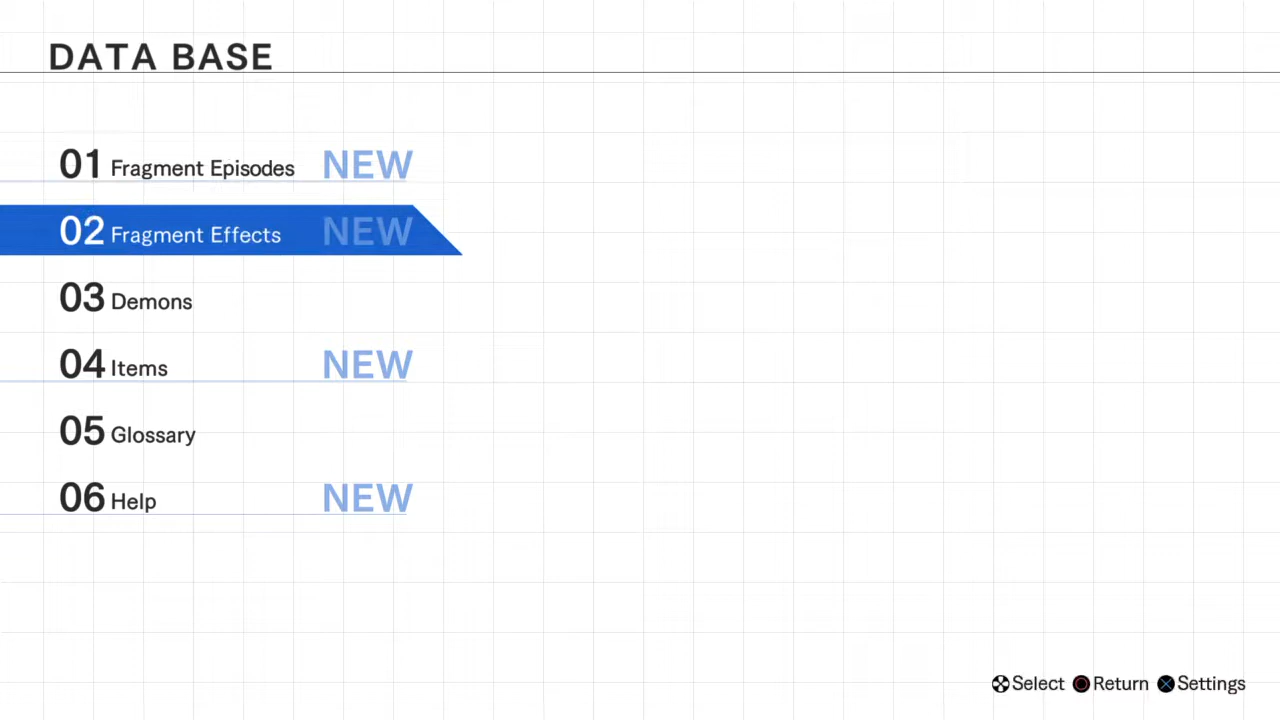 DATA BASE
01 Fragment Episodes NEW
02 Fragment Effects NEW
03 Demons
04 Items NEW
05 Glossary
06 Help NEW
Select Return Settings